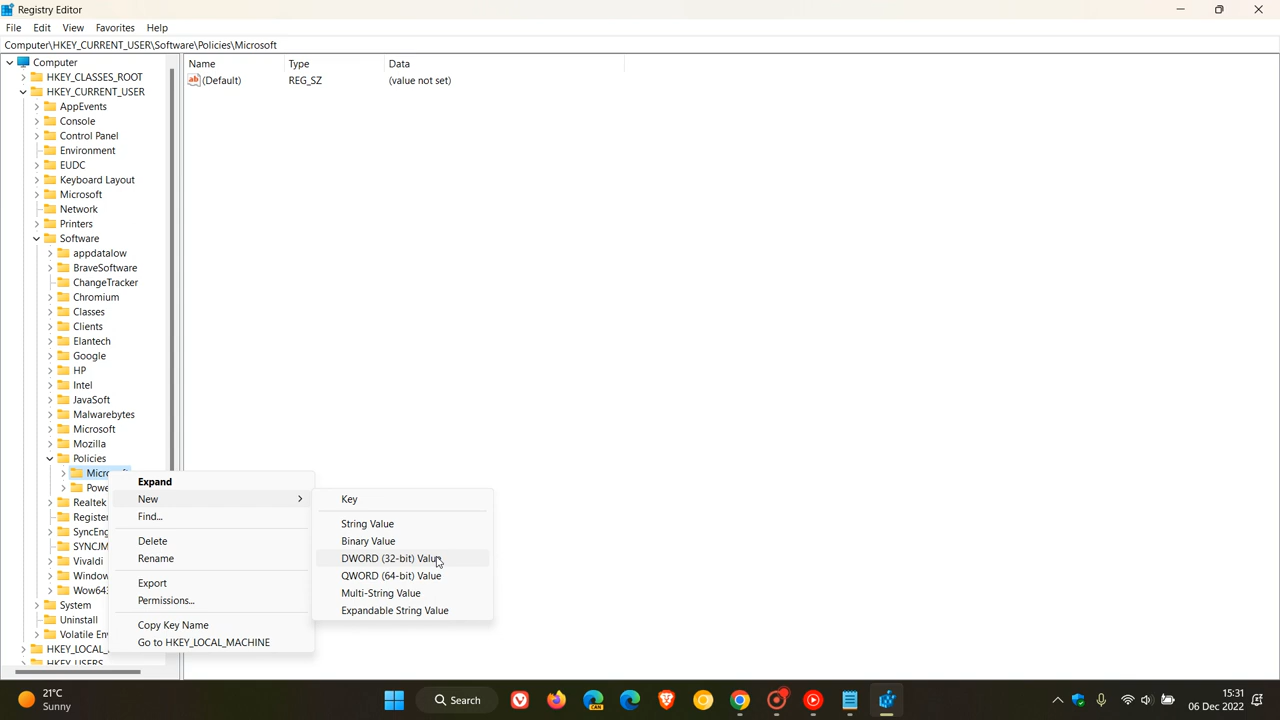 Registry Editor
File Edit View Favorites Help
Computer\HKEY_CURRENT_USER\Software\Policies\Microsoft
Computer
HKEY_CLASSES_ROOT
HKEY_CURRENT_USER
AppEvents
Console
Control Panel
Environment
EUDC
Keyboard Layout
Microsoft
Network
Printers
Software
appdatalow
BraveSoftware
ChangeTracker
Chromium
Classes
Clients
Elantech
Google
HP
Intel
JavaSoft
Malwarebytes
Microsoft
Mozilla
Policies
Realtek
Vivaldi
System
Uninstall
Volatile
HKEY_LOCAL_
HKEY_USERS
Name Type Data
ab (Default) REG_SZ (value not set)
Expand
New
Find...
Delete
Rename
Export
Permissions...
Copy Key Name
Go to HKEY_LOCAL_MACHINE
Key
String Value
Binary Value
DWORD (32-bit) Value
QWORD (64-bit) Value
Multi-String Value
Expandable String Value
21°C
Sunny
Search
CAN
15:31
06 Dec 2022